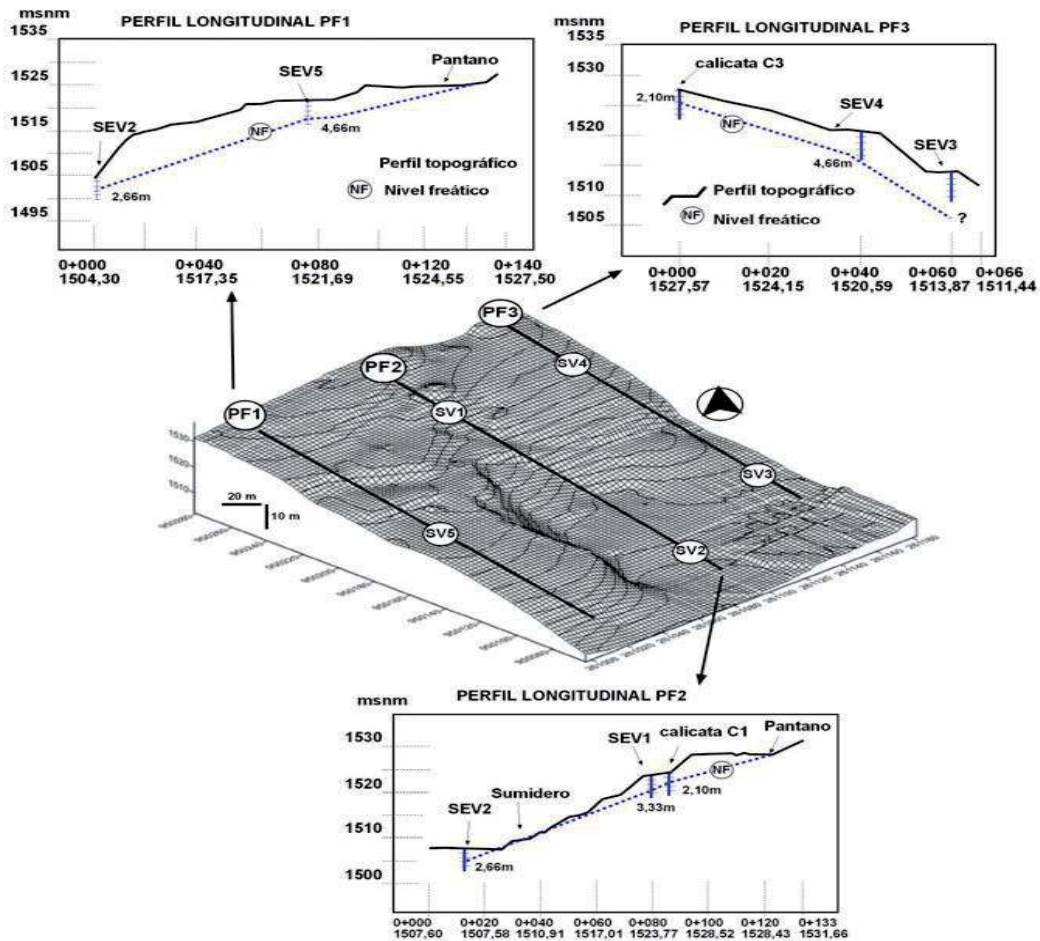 PERFIL LONGITUDINAL PF1
msnm
1535
1525
1515
1505
1495
SEV2
SEV5
Pantano
NF
2,66m
4,66m
Perfil topográfico
NF Nivel freático
0+000 0+040 0+080 0+120 0+140
1504,30 1517,35 1521,69 1524,55 1527,50
PERFIL LONGITUDINAL PF3
msnm
1535
1530
1520
1510
1505
calicata C3
2,10m
SEV4
SEV3
NF
4,66m
?
Perfil topográfico
NF Nivel freático
0+000 0+020 0+040 0+060 0+066
1527,57 1524,15 1520,59 1513,87 1511,44
PF3
PF2
PF1
SV4
SV1
SV3
SV5
SV2
1530
1520
1510
20 m
10 m
PERFIL LONGITUDINAL PF2
msnm
1530
1520
1510
1500
SEV1
calicata C1
Pantano
NF
SEV2
Sumidero
2,10m
3,33m
2,66m
0+000 0+020 0+040 0+060 0+080 0+100 0+120 0+133
1507,60 1507,58 1510,91 1517,01 1523,77 1528,52 1528,43 1531,66